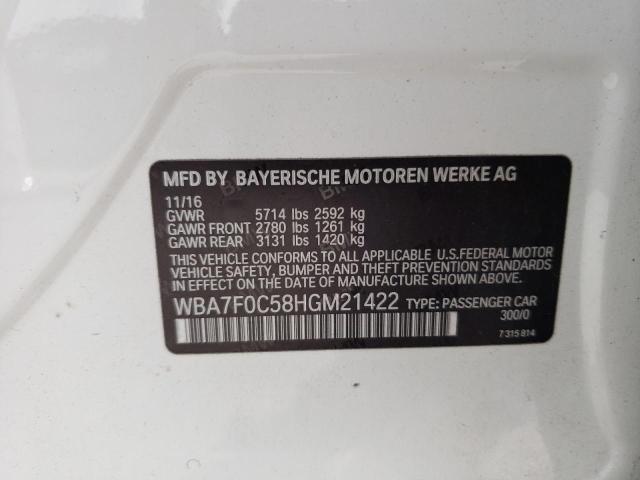 MFD BY BAYERISCHE MOTOREN WERKE AG
11/16
GVWR 5714 lbs 2592 kg
GAWR FRONT 2780 lbs 1261 kg
GAWR REAR 3131 lbs 1420 kg
THIS VEHICLE CONFORMS TO ALL APPLICABLE U.S.FEDERAL MOTOR
VEHICLE SAFETY, BUMPER AND THEFT PREVENTION STANDARDS
IN EFFECT ON THE DATE OF MANUFACTURE SHOWN ABOVE.
WBA7F0C58HGM21422 TYPE: PASSENGER CAR
300/0
7 315 814